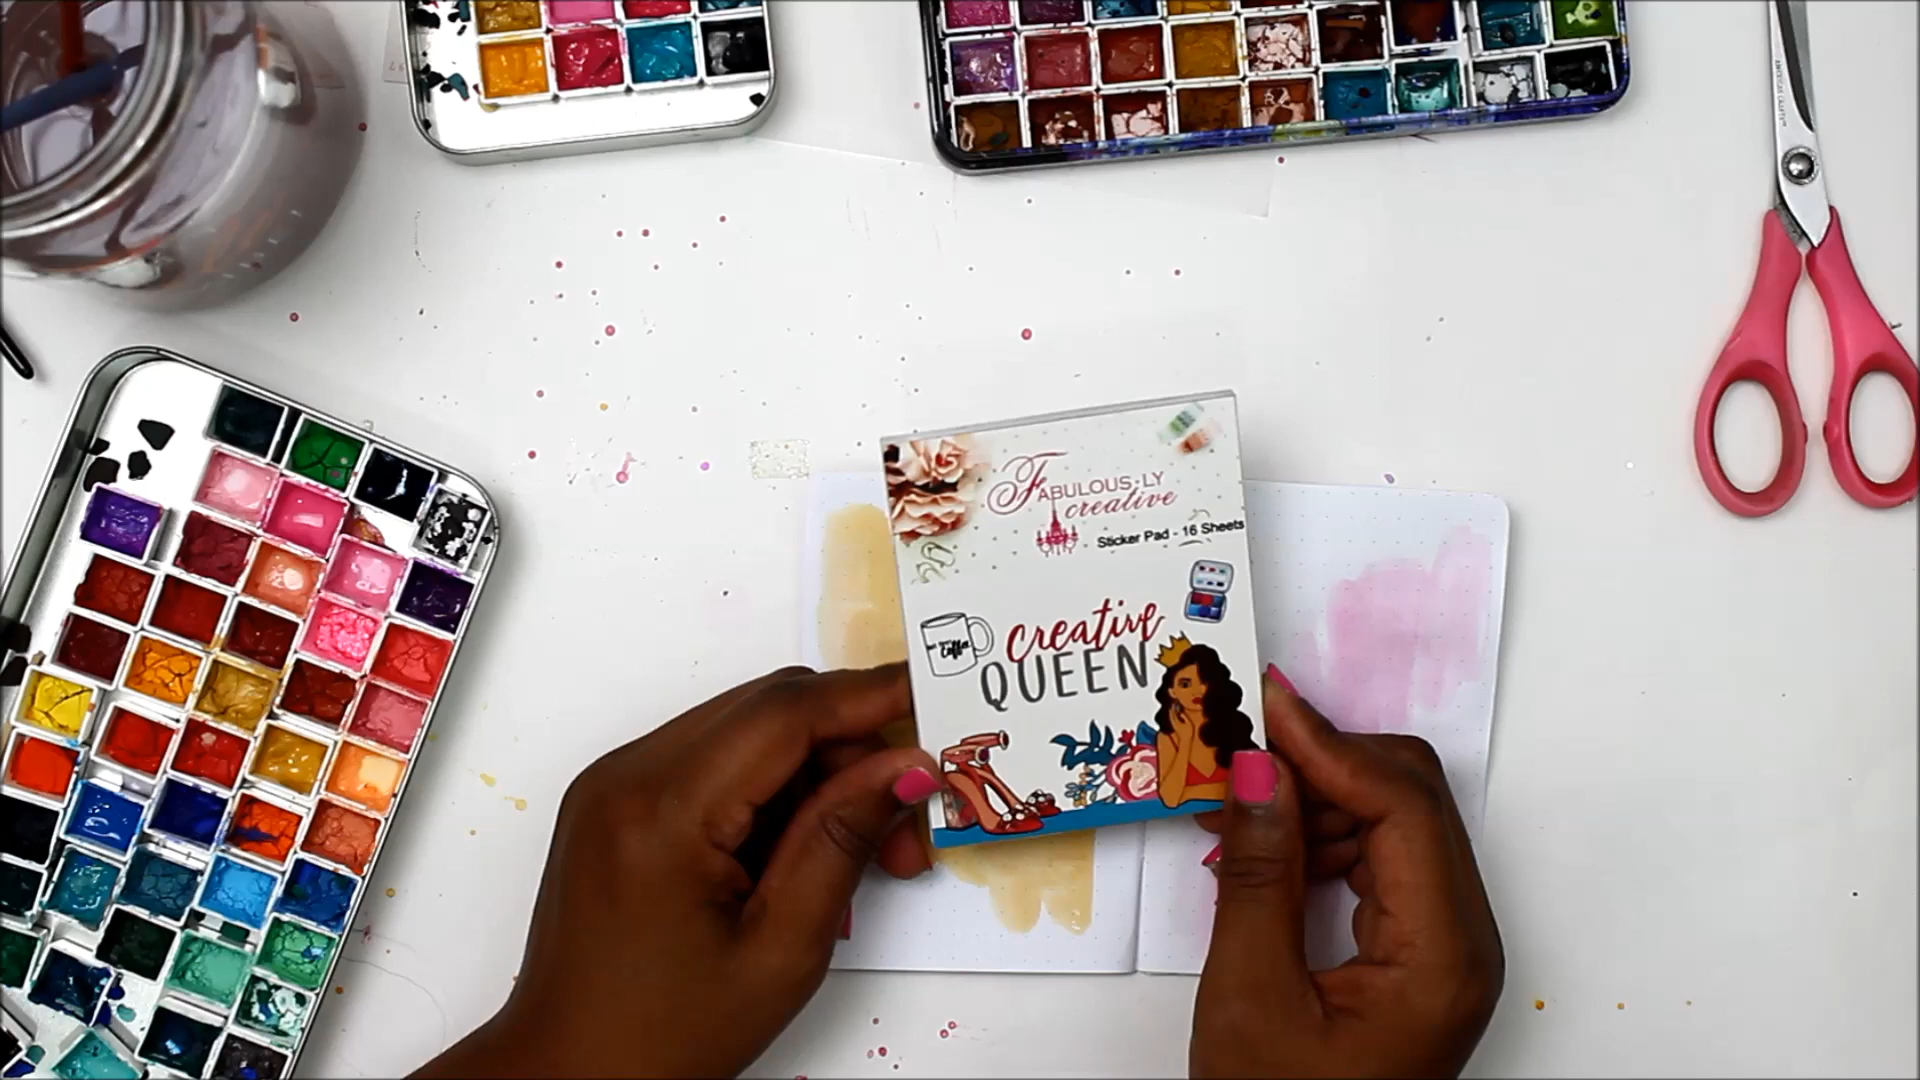 FABULOUS·LY
creative
Sticker Pad - 16 Sheets
Coffee
creative
QUEEN